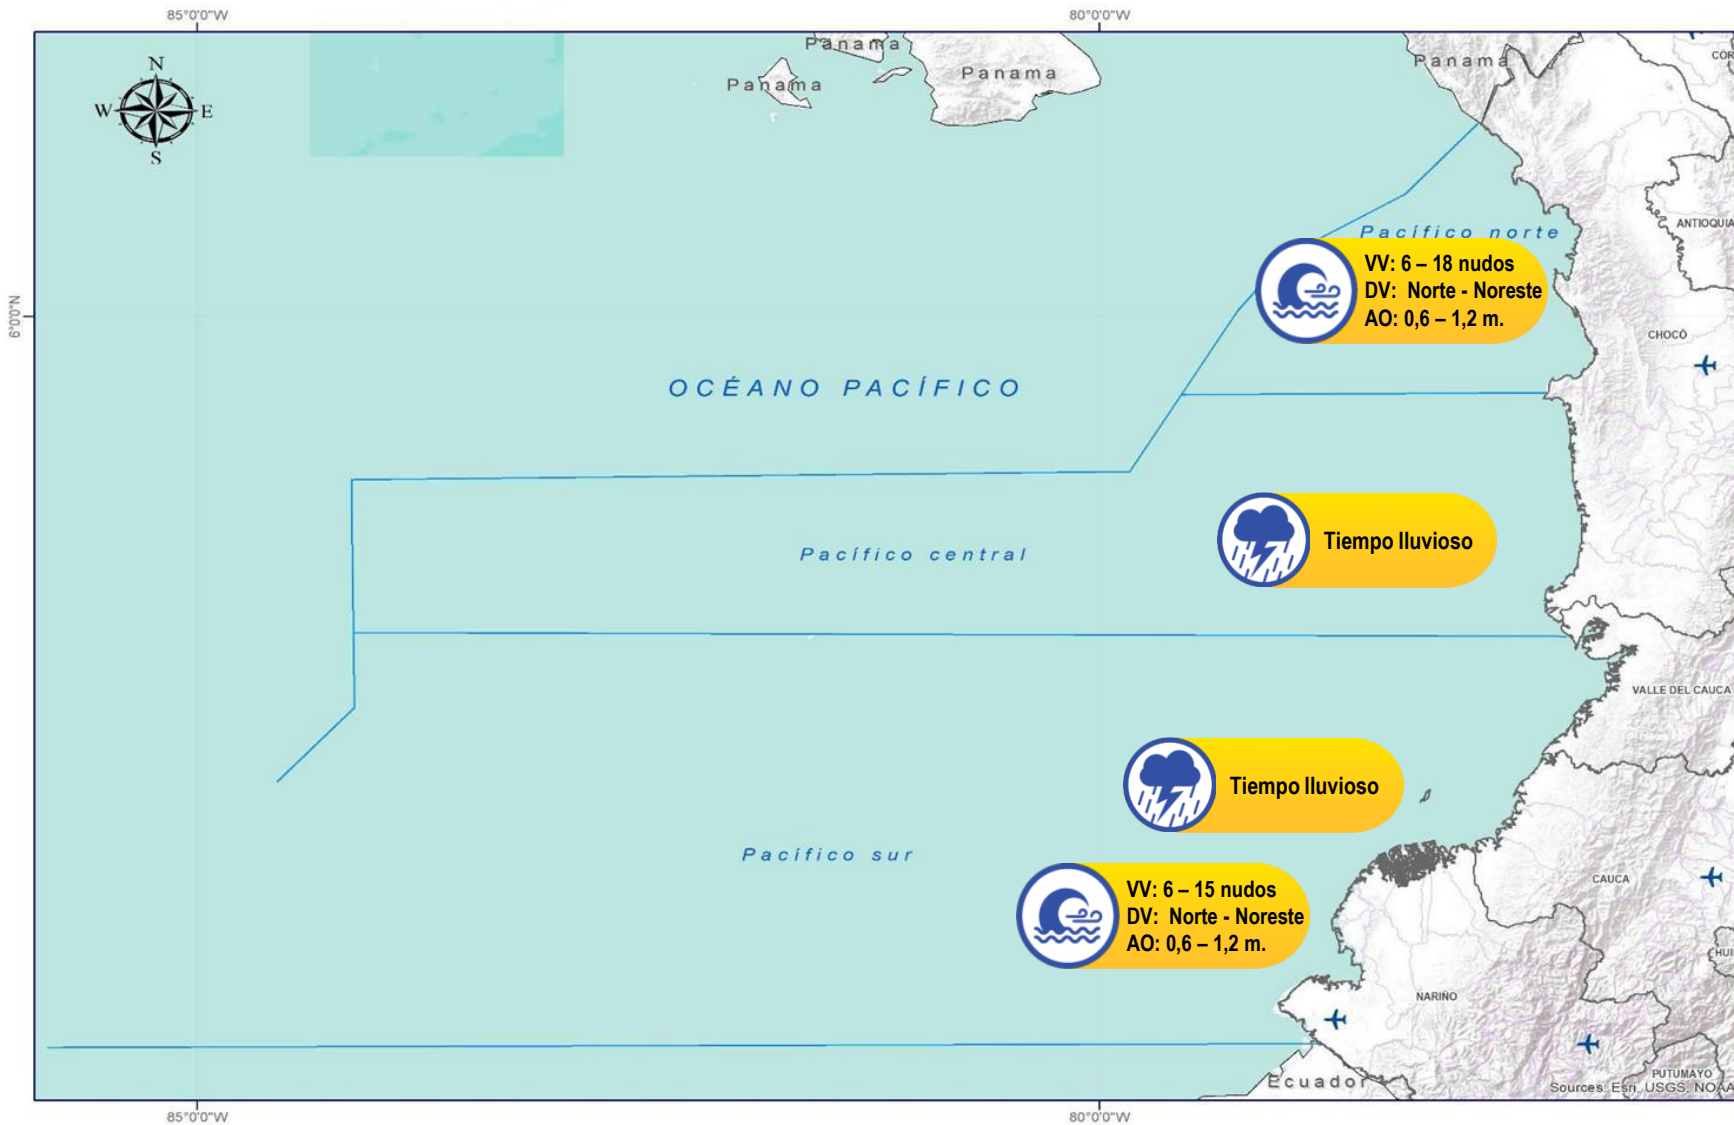 85°0'0"W
80°0'0"W
N
W
E
S
Panama
Panama
Panama
Panama
ANTIOQUIA
Pacífico norte
VV: 6 – 18 nudos
DV: Norte - Noreste
AO: 0,6 – 1,2 m.
6°0'0"N
CHOCÓ
OCÉANO PACÍFICO
Tiempo lluvioso
Pacífico central
VALLE DEL CAUCA
Tiempo lluvioso
Pacífico sur
CAUCA
VV: 6 – 15 nudos
DV: Norte - Noreste
AO: 0,6 – 1,2 m.
NARIÑO
PUTUMAYO
Ecuador
Sources: Esri, USGS, NOAA
85°0'0"W
80°0'0"W